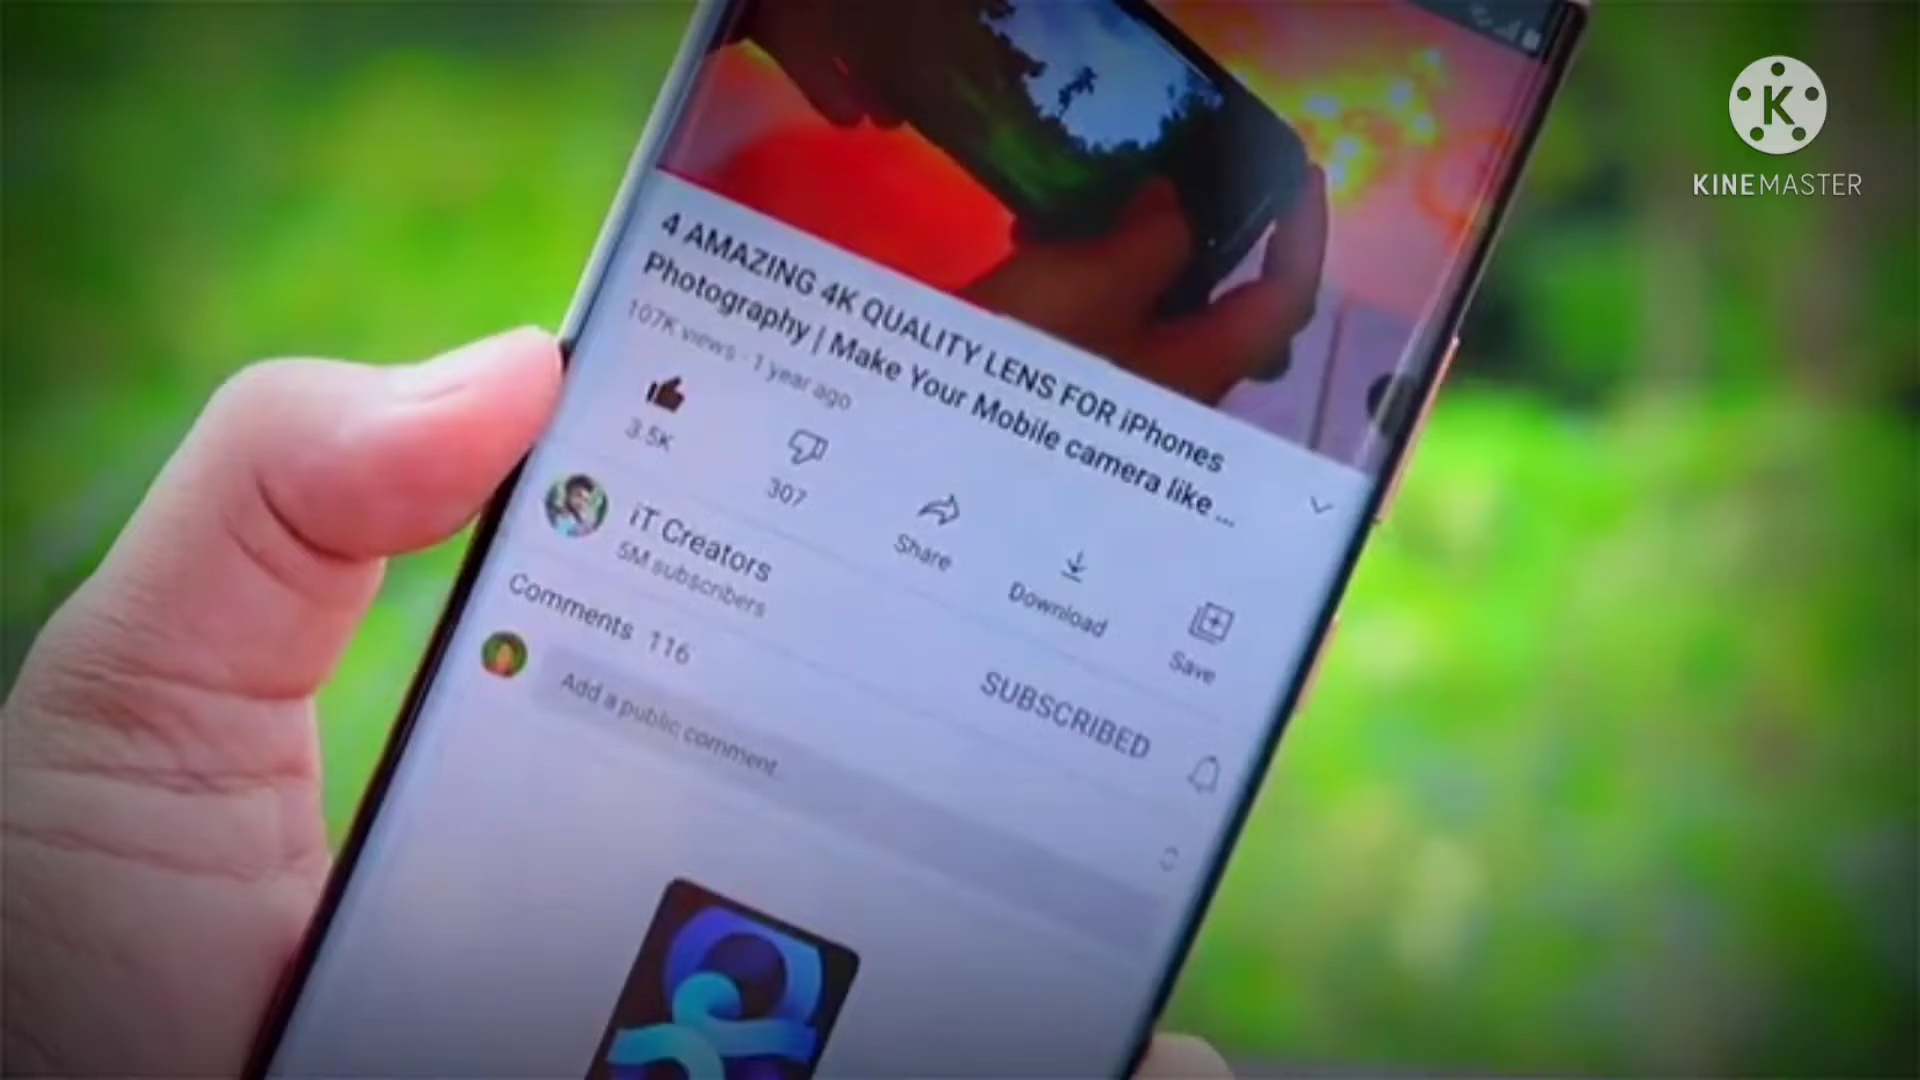 K
KINEMASTER
4 AMAZING 4K QUALITY LENS FOR iPhones
Photography | Make Your Mobile camera like ...
107K views · 1 year ago
3.5K
307
Share
Download
Save
iT Creators
5M subscribers
SUBSCRIBED
Comments 116
Add a public comment...